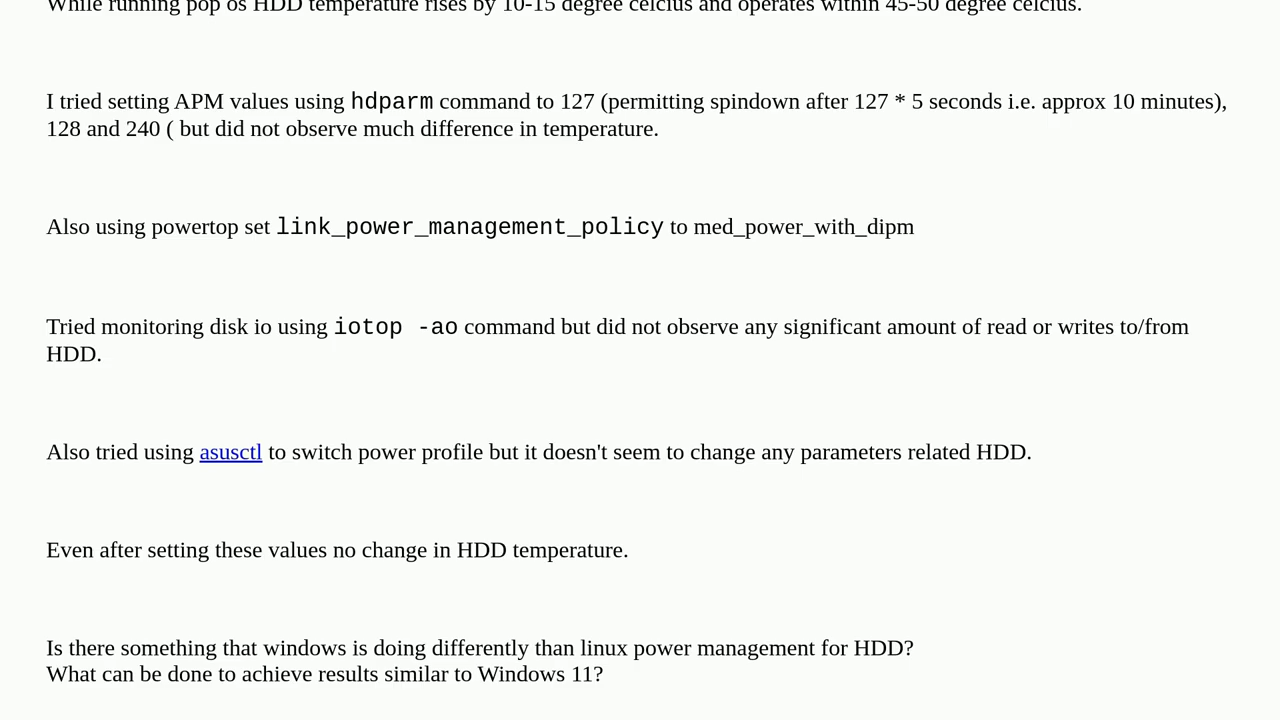 While running pop os HDD temperature rises by 10-15 degree celcius and operates within 45-50 degree celcius.
I tried setting APM values using hdparm command to 127 (permitting spindown after 127 * 5 seconds i.e. approx 10 minutes),
128 and 240 ( but did not observe much difference in temperature.
Also using powertop set link_power_management_policy to med_power_with_dipm
Tried monitoring disk io using iotop -ao command but did not observe any significant amount of read or writes to/from
HDD.
Also tried using asusctl to switch power profile but it doesn't seem to change any parameters related HDD.
Even after setting these values no change in HDD temperature.
Is there something that windows is doing differently than linux power management for HDD?
What can be done to achieve results similar to Windows 11?